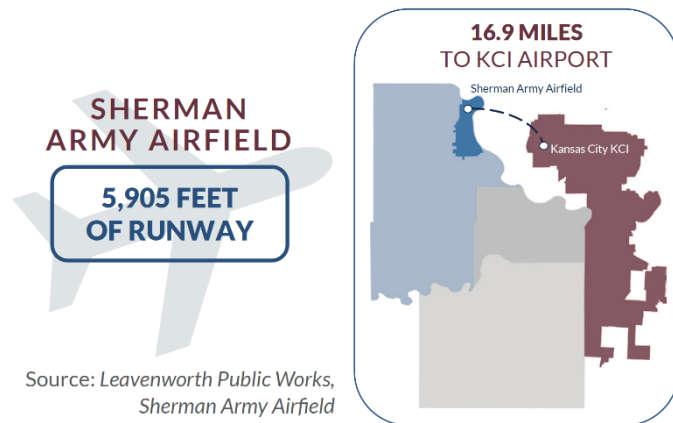 SHERMAN
ARMY AIRFIELD
5,905 FEET
OF RUNWAY
Source: Leavenworth Public Works,
Sherman Army Airfield
16.9 MILES
TO KCI AIRPORT
Sherman Army Airfield
Kansas City KCI